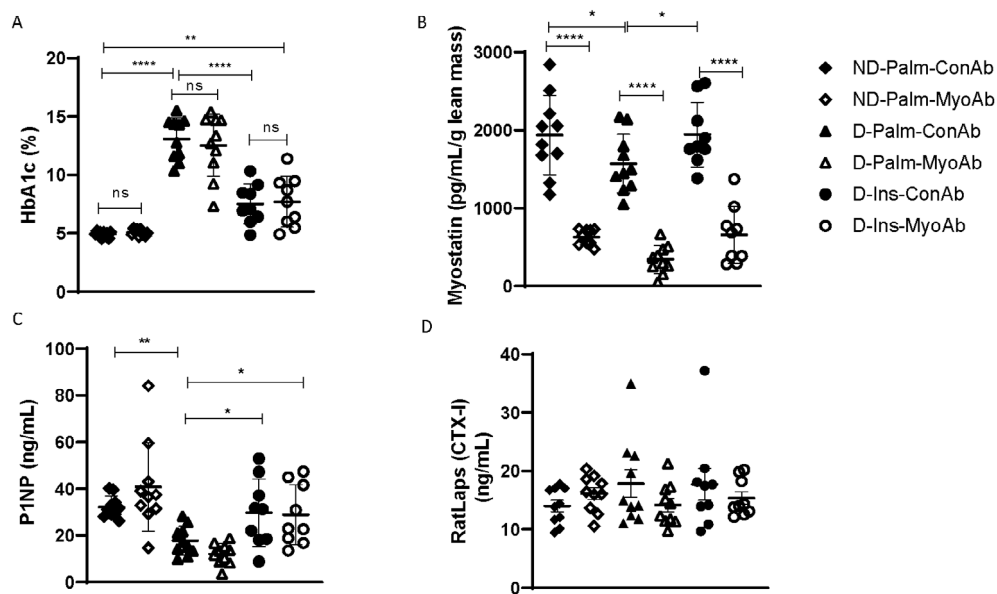 A
HbA1c (%)
20
15
10
5
0
**
****
****
ns
ns
ns
B
Myostatin (pg/mL/g lean mass)
3000
2000
1000
0
*
*
****
****
****
ND-Palm-ConAb
ND-Palm-MyoAb
D-Palm-ConAb
D-Palm-MyoAb
D-Ins-ConAb
D-Ins-MyoAb
C
P1NP (ng/mL)
100
80
60
40
20
0
**
*
*
D
RatLaps (CTX-I)
(ng/mL)
40
30
20
10
0